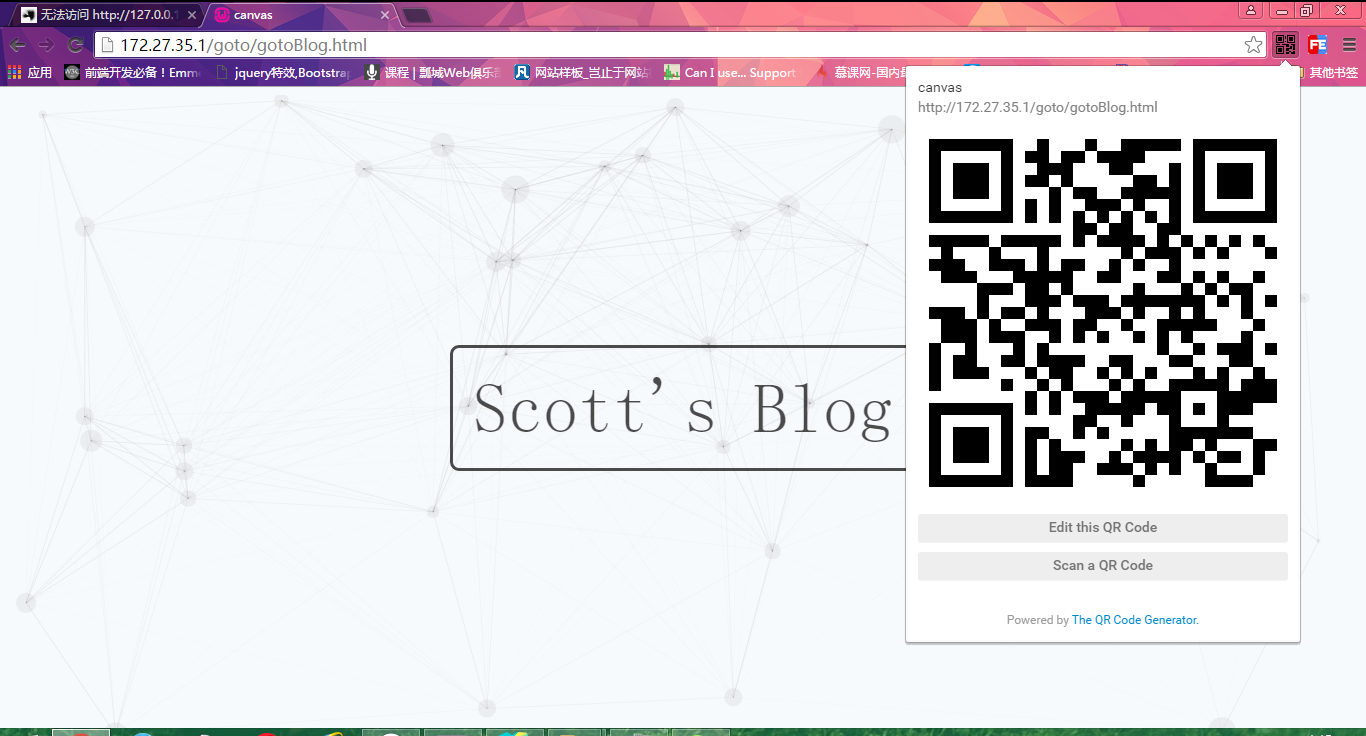 无法访问 http://127.0.0.1
canvas
172.27.35.1/goto/gotoBlog.html
应用
前端开发必备！Emm
jquery特效,Bootstrap
课程 | 瓢城Web俱乐
网站样板_岂止于网站
Can I use... Support
慕课网-国内
其他书签
canvas
http://172.27.35.1/goto/gotoBlog.html
Scott's Blog
Edit this QR Code
Scan a QR Code
Powered by The QR Code Generator.